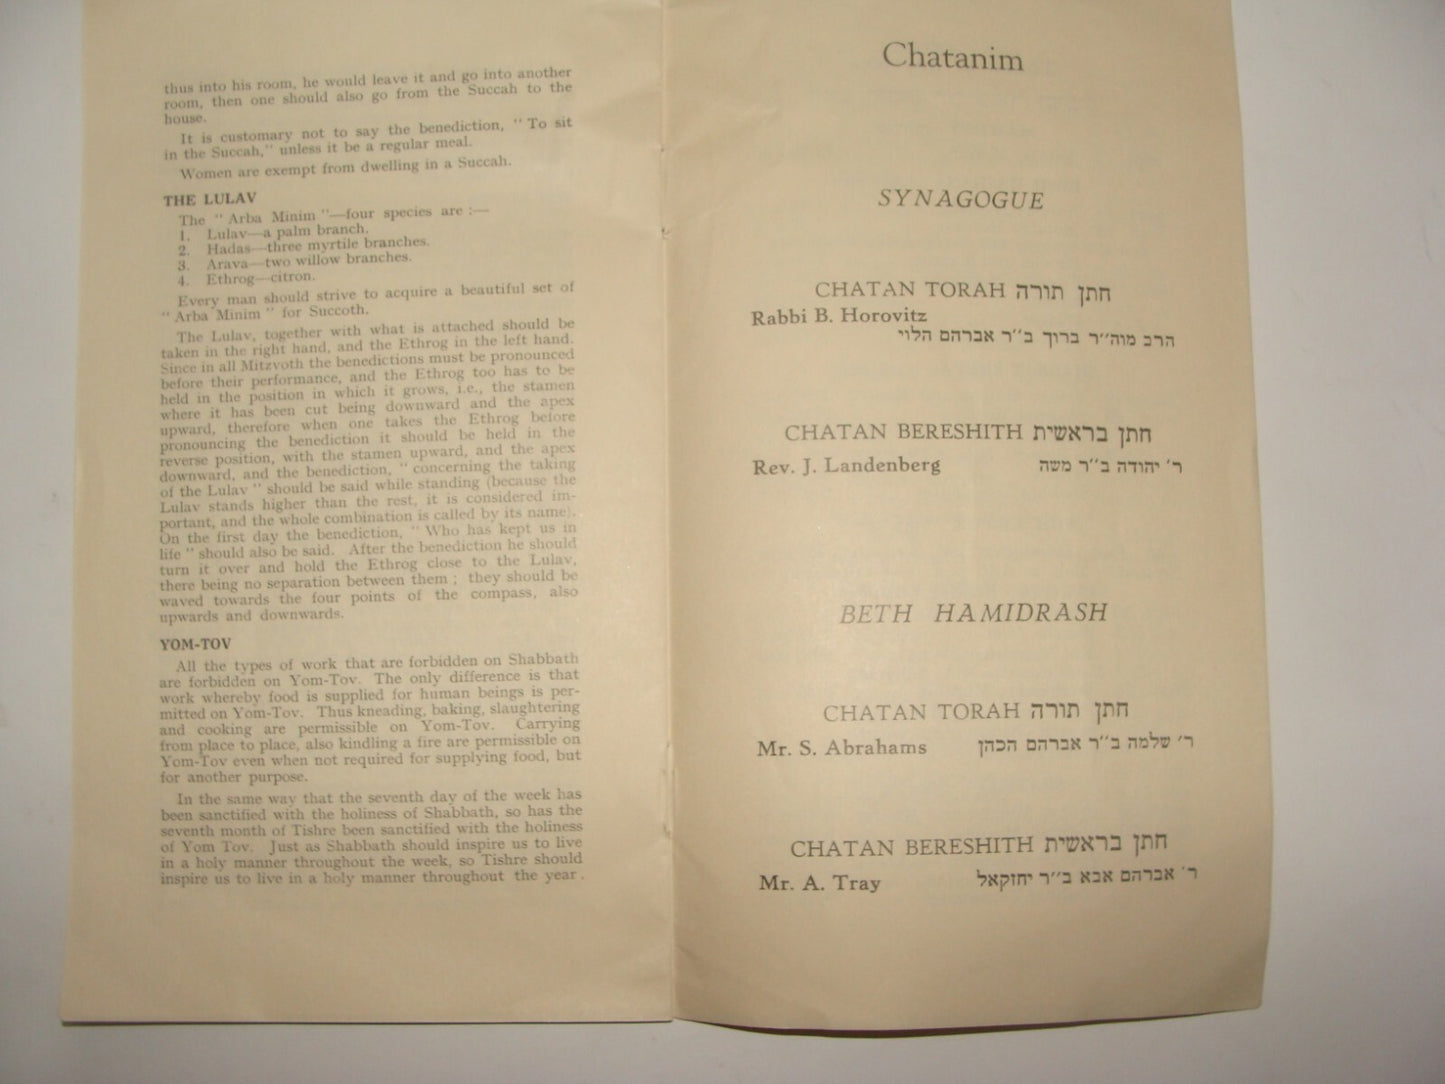 thus into his room, he would leave it and go into another
room, then one should also go from the Succah to the
house.
It is customary not to say the benediction, " To sit
in the Succah," unless it be a regular meal.
Women are exempt from dwelling in a Succah.
THE LULAV
The " Arba Minim "—four species are :—
1. Lulav—a palm branch.
2. Hadas—three myrtile branches.
3. Arava—two willow branches.
4. Ethrog—citron.
Every man should strive to acquire a beautiful set of
" Arba Minim " for Succoth.
The Lulav, together with what is attached should be
taken in the right hand, and the Ethrog in the left hand.
Since in all Mitzvoth the benedictions must be pronounced
before their performance, and the Ethrog too has to be
held in the position in which it grows, i.e., the stamen
where it has been cut being downward and the apex
upward, therefore when one takes the Ethrog before
pronouncing the benediction it should be held in the
reverse position, with the stamen upward, and the apex
downward, and the benediction, " concerning the taking
of the Lulav " should be said while standing (because the
Lulav stands higher than the rest, it is considered im-
portant, and the whole combination is called by its name).
On the first day the benediction, " Who has kept us in
life " should also be said. After the benediction he should
turn it over and hold the Ethrog close to the Lulav,
there being no separation between them ; they should be
waved towards the four points of the compass, also
upwards and downwards.
YOM-TOV
All the types of work that are forbidden on Shabbath
are forbidden on Yom-Tov. The only difference is that
work whereby food is supplied for human beings is per-
mitted on Yom-Tov. Thus kneading, baking, slaughtering
and cooking are permissible on Yom-Tov. Carrying
from place to place, also kindling a fire are permissible on
Yom-Tov even when not required for supplying food, but
for another purpose.
In the same way that the seventh day of the week has
been sanctified with the holiness of Shabbath, so has the
seventh month of Tishre been sanctified with the holiness
of Yom Tov. Just as Shabbath should inspire us to live
in a holy manner throughout the week, so Tishre should
inspire us to live in a holy manner throughout the year.
Chatanim
SYNAGOGUE
CHATAN TORAH חתן תורה
Rabbi B. Horovitz
הרב מוה״ר ברוך ב״ר אברהם הלוי
CHATAN BERESHITH חתן בראשית
Rev. J. Landenberg ר׳ יהודה ב״ר משה
BETH HAMIDRASH
CHATAN TORAH חתן תורה
Mr. S. Abrahams ר׳ שלמה ב״ר אברהם הכהן
CHATAN BERESHITH חתן בראשית
Mr. A. Tray ר׳ אברהם אבא ב״ר יחזקאל